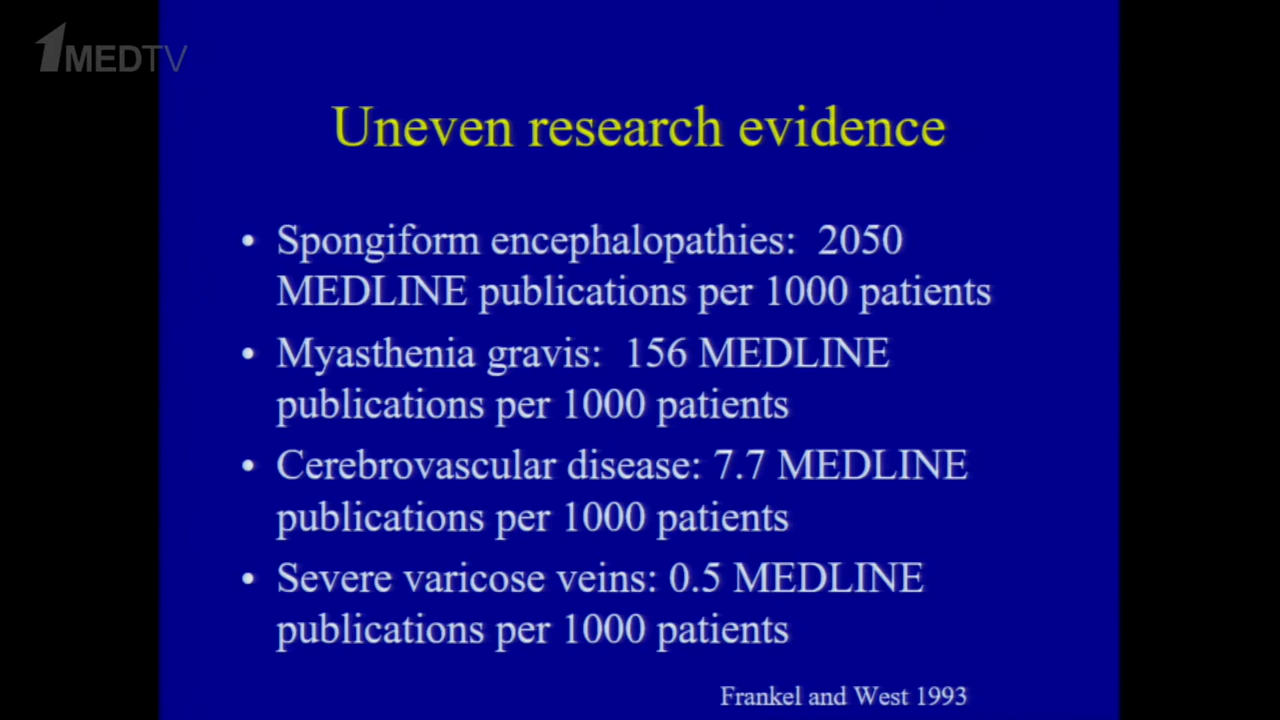 1MEDTV
Uneven research evidence
• Spongiform encephalopathies: 2050
MEDLINE publications per 1000 patients
• Myasthenia gravis: 156 MEDLINE
publications per 1000 patients
• Cerebrovascular disease: 7.7 MEDLINE
publications per 1000 patients
• Severe varicose veins: 0.5 MEDLINE
publications per 1000 patients
Frankel and West 1993